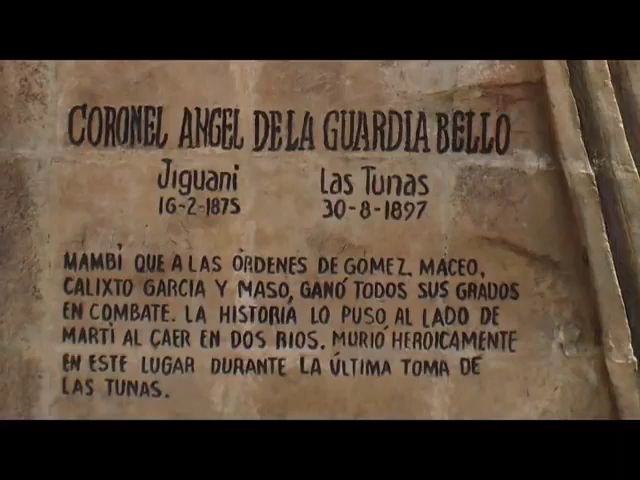 CORONEL ANGEL DE LA GUARDIA BELLO
Jiguani Las Tunas
16-2-1875 30-8-1897
MAMBÍ QUE A LAS ÓRDENES DE GÓMEZ, MACEO,
CALIXTO GARCIA Y MASO, GANÓ TODOS SUS GRADOS
EN COMBATE. LA HISTORIA LO PUSO AL LADO DE
MARTÍ AL CAER EN DOS RIOS. MURIÓ HEROICAMENTE
EN ESTE LUGAR DURANTE LA ÚLTIMA TOMA DE
LAS TUNAS.